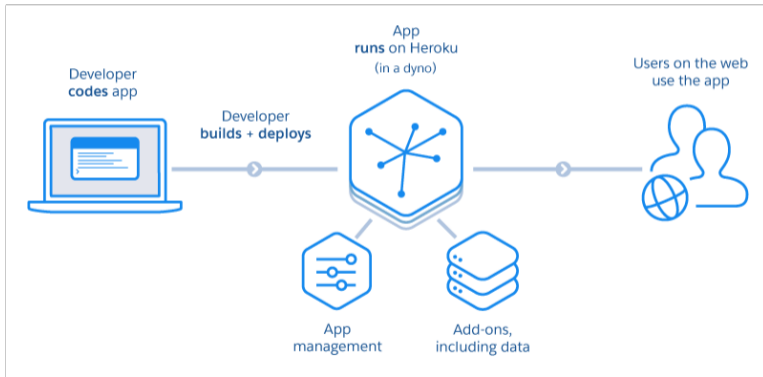 Developer
codes app
Developer
builds + deploys
App
runs on Heroku
(in a dyno)
Users on the web
use the app
App
management
Add-ons,
including data